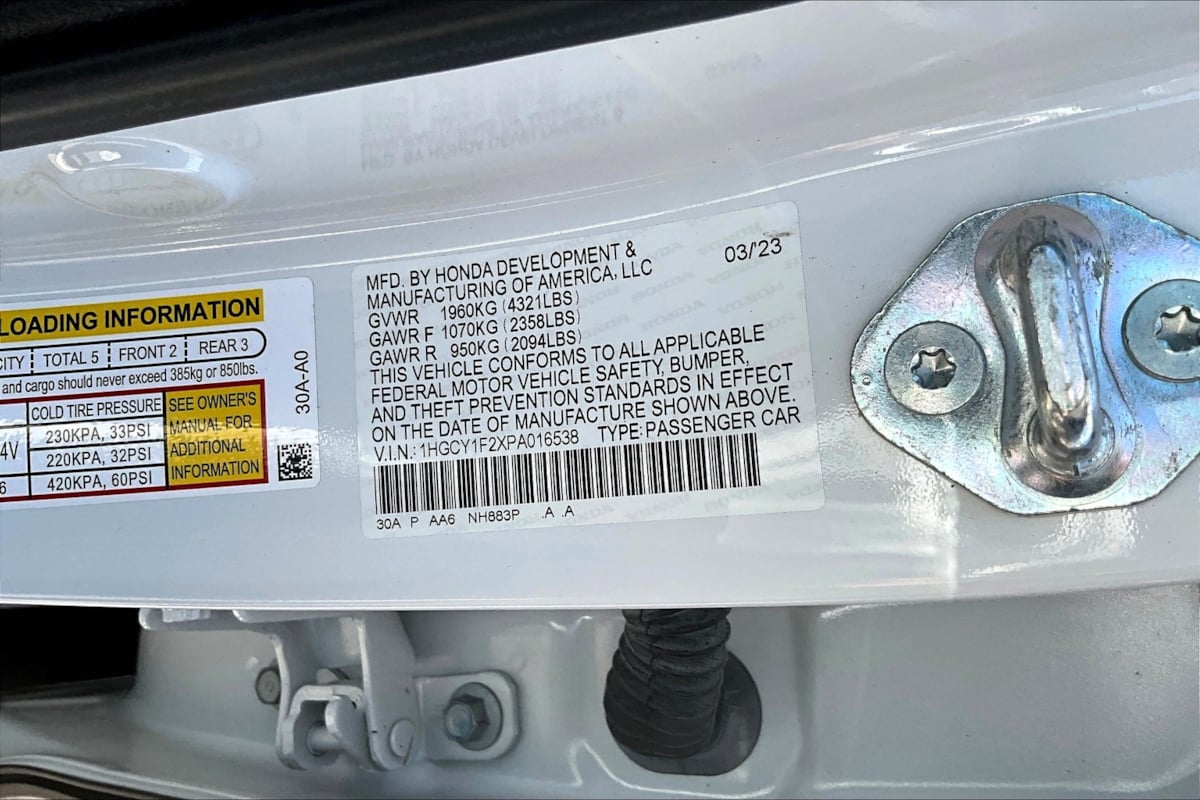 LOADING INFORMATION
CITY TOTAL 5 FRONT 2 REAR 3
and cargo should never exceed 385kg or 850lbs.
COLD TIRE PRESSURE
4V 230KPA, 33PSI
220KPA, 32PSI
6 420KPA, 60PSI
SEE OWNER'S
MANUAL FOR
ADDITIONAL
INFORMATION
30A-A0
MFD. BY HONDA DEVELOPMENT & 03/'23
MANUFACTURING OF AMERICA, LLC
GVWR 1960KG (4321LBS)
GAWR F 1070KG (2358LBS)
GAWR R 950KG (2094LBS)
THIS VEHICLE CONFORMS TO ALL APPLICABLE
FEDERAL MOTOR VEHICLE SAFETY, BUMPER,
AND THEFT PREVENTION STANDARDS IN EFFECT
ON THE DATE OF MANUFACTURE SHOWN ABOVE.
V.I.N.: 1HGCY1F2XPA016538 TYPE: PASSENGER CAR
30A P AA6 NH883P .A .A